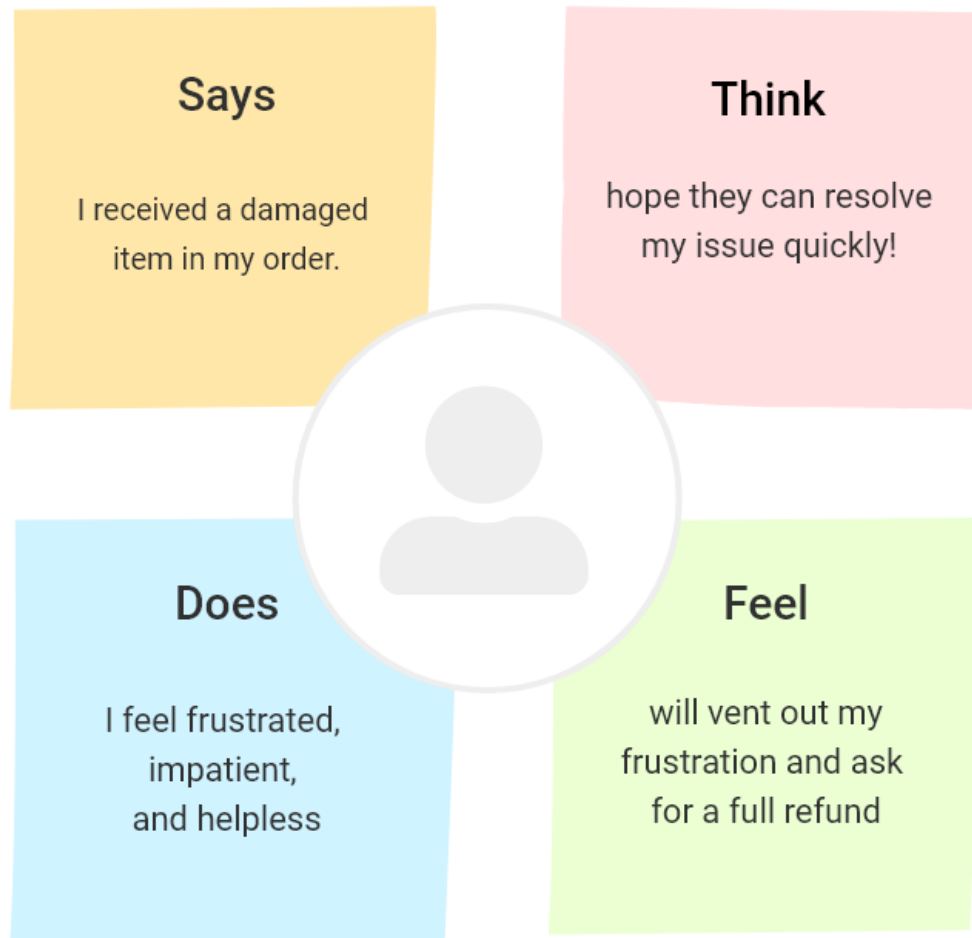 Says
I received a damaged
item in my order.
Think
hope they can resolve
my issue quickly!
Does
I feel frustrated,
impatient,
and helpless
Feel
will vent out my
frustration and ask
for a full refund